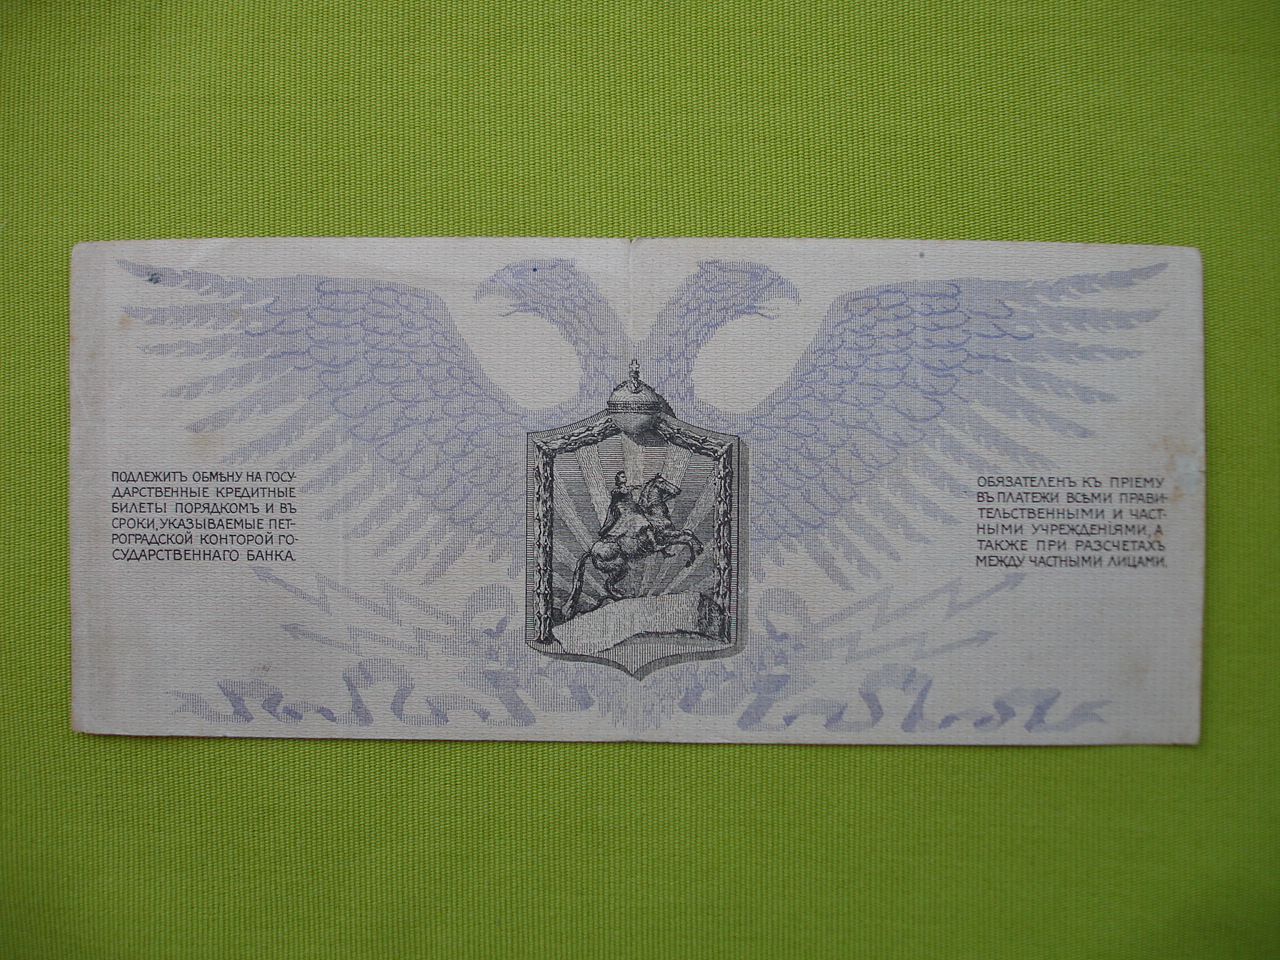 ПОДЛЕЖИТЪ ОБМѢНУ НА ГОСУ-
ДАРСТВЕННЫЕ КРЕДИТНЫЕ
БИЛЕТЫ ПОРЯДКОМЪ И ВЪ
СРОКИ, УКАЗЫВАЕМЫЕ ПЕТ-
РОГРАДСКОЙ КОНТОРОЙ ГО-
СУДАРСТВЕННАГО БАНКА.
ОБЯЗАТЕЛЕНЪ КЪ ПРІЕМУ
ВЪ ПЛАТЕЖИ ВСѢМИ ПРАВИ-
ТЕЛЬСТВЕННЫМИ И ЧАСТ-
НЫМИ УЧРЕЖДЕНІЯМИ, А
ТАКЖЕ ПРИ РАЗСЧЕТАХЪ
МЕЖДУ ЧАСТНЫМИ ЛИЦАМИ.